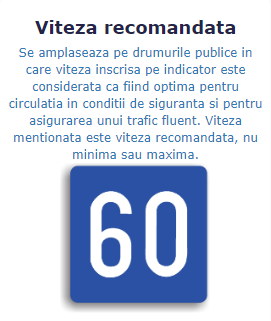 Viteza recomandata
Se amplaseaza pe drumurile publice in
care viteza inscrisa pe indicator este
considerata ca fiind optima pentru
circulatia in conditii de siguranta si pentru
asigurarea unui trafic fluent. Viteza
mentionata este viteza recomandata, nu
minima sau maxima.
60